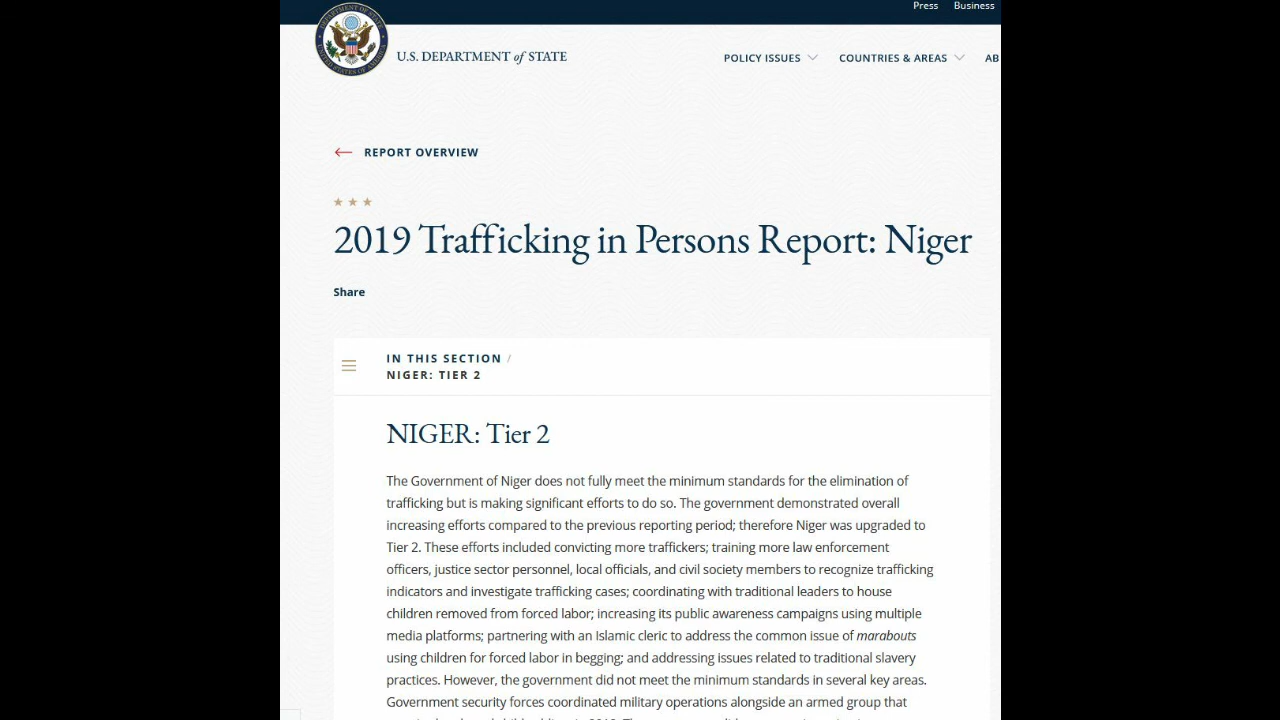 Press Business
U.S. DEPARTMENT of STATE
POLICY ISSUES COUNTRIES & AREAS AB
REPORT OVERVIEW
2019 Trafficking in Persons Report: Niger
Share
IN THIS SECTION /
NIGER: TIER 2
NIGER: Tier 2
The Government of Niger does not fully meet the minimum standards for the elimination of
trafficking but is making significant efforts to do so. The government demonstrated overall
increasing efforts compared to the previous reporting period; therefore Niger was upgraded to
Tier 2. These efforts included convicting more traffickers; training more law enforcement
officers, justice sector personnel, local officials, and civil society members to recognize trafficking
indicators and investigate trafficking cases; coordinating with traditional leaders to house
children removed from forced labor; increasing its public awareness campaigns using multiple
media platforms; partnering with an Islamic cleric to address the common issue of marabouts
using children for forced labor in begging; and addressing issues related to traditional slavery
practices. However, the government did not meet the minimum standards in several key areas.
Government security forces coordinated military operations alongside an armed group that